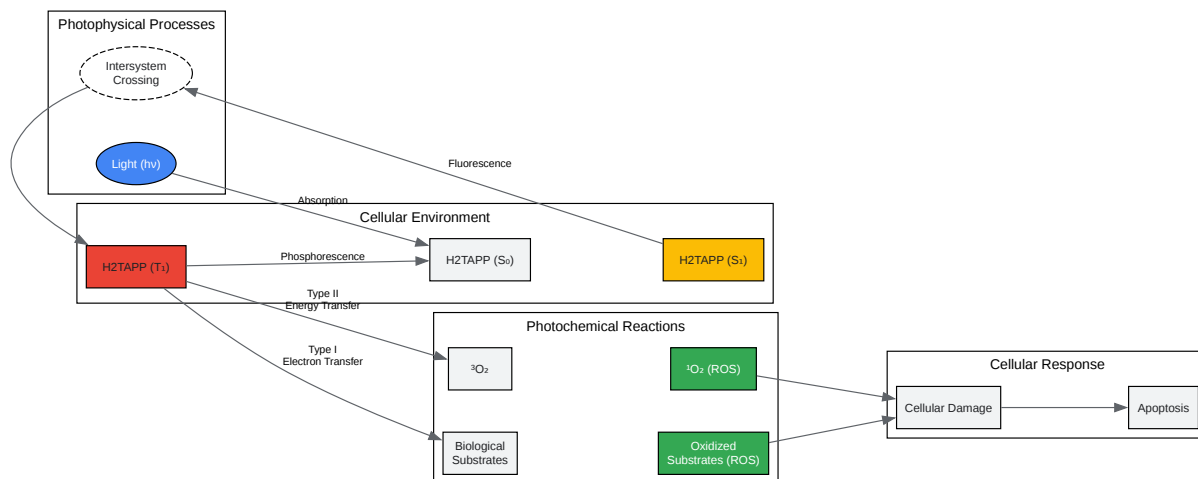 Photophysical Processes
Intersystem
Crossing
Light (hν)
Fluorescence
Absorption
Cellular Environment
H2TAPP (T₁)
Phosphorescence
H2TAPP (S₀)
H2TAPP (S₁)
Type II
Energy Transfer
Type I
Electron Transfer
Photochemical Reactions
³O₂
¹O₂ (ROS)
Biological
Substrates
Oxidized
Substrates (ROS)
Cellular Response
Cellular Damage
Apoptosis